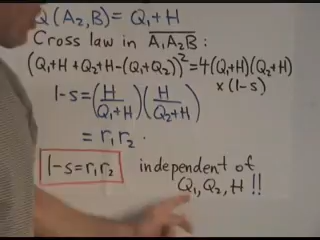 Q(A₂,B) = Q₁+H
Cross law in A₁A₂B :
(Q₁+H + Q₂+H-(Q₁+Q₂))² = 4(Q₁+H)(Q₂+H)
x (1-s)
1-s = (H/(Q₁+H))(H/(Q₂+H))
= r₁r₂ .
1-s = r₁r₂ independent of
Q₁, Q₂, H !!